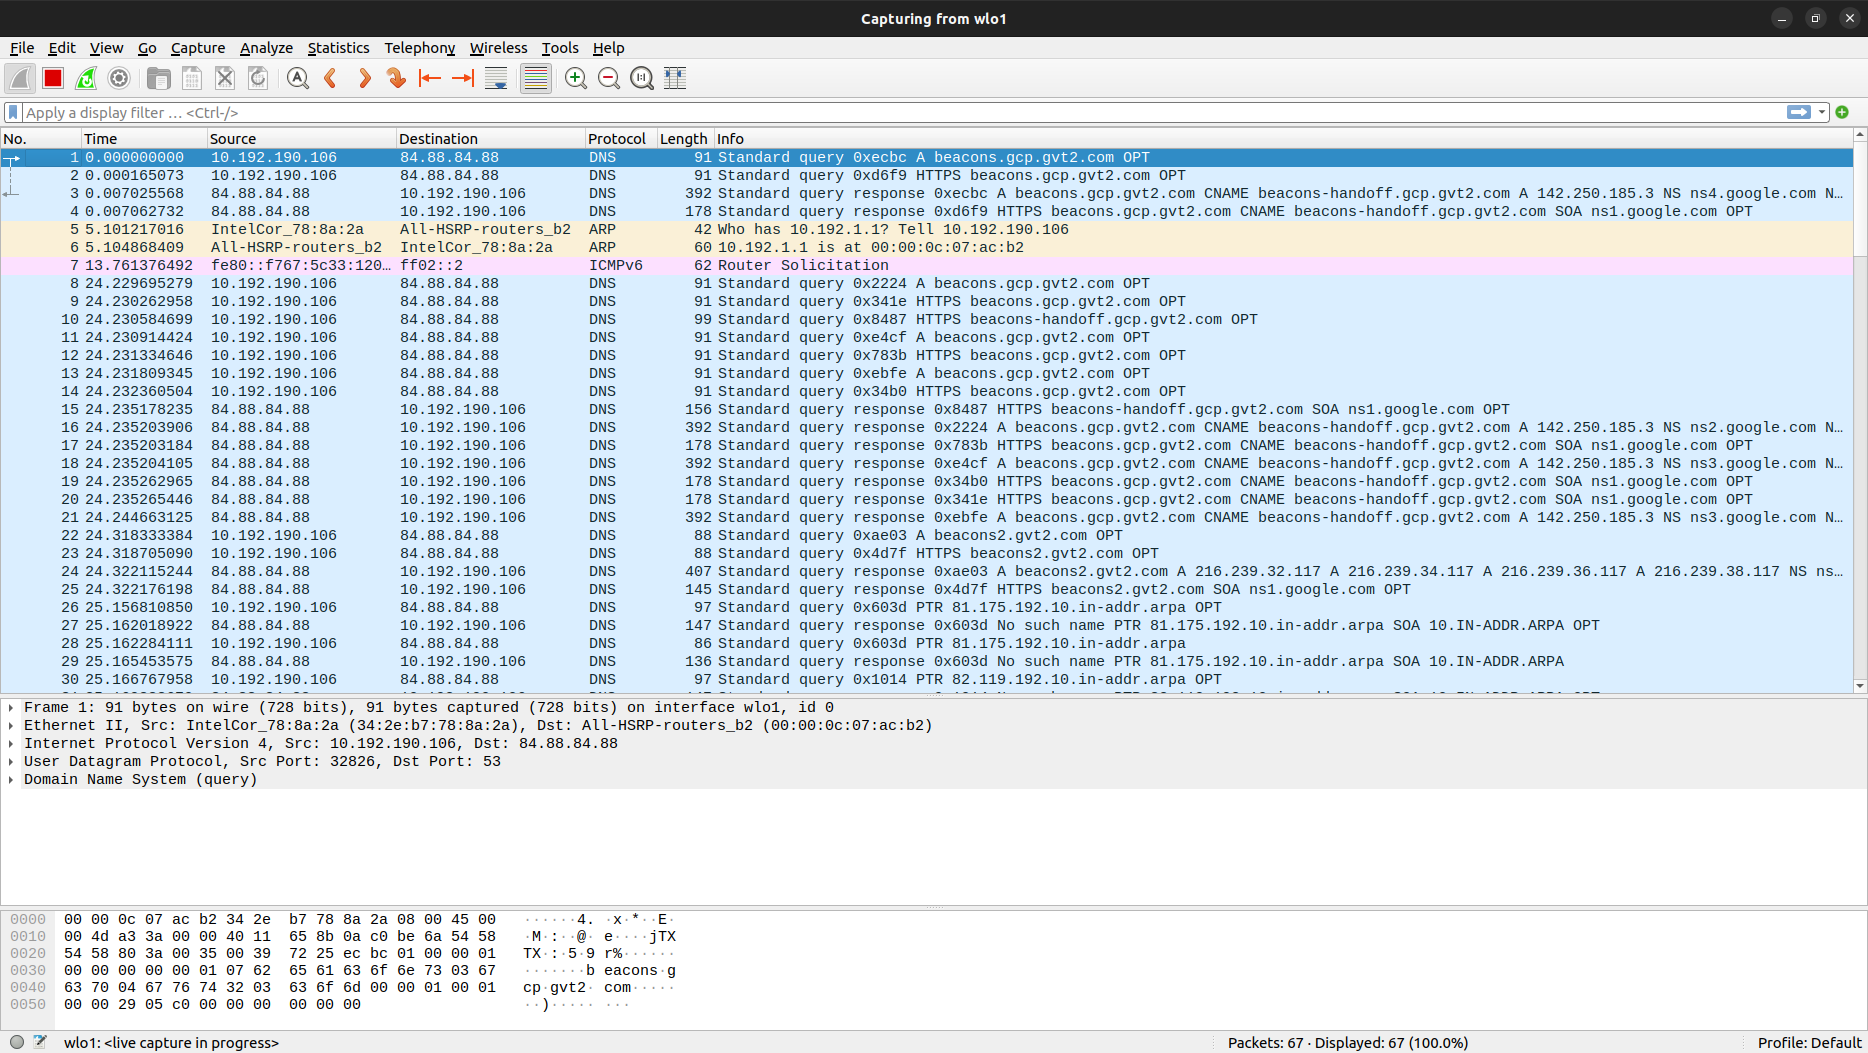 Capturing from wlo1
File Edit View Go Capture Analyze Statistics Telephony Wireless Tools Help
Apply a display filter … <Ctrl-/>
No. Time Source Destination Protocol Length Info
1 0.000000000 10.192.190.106 84.88.84.88 DNS 91 Standard query 0xecbc A beacons.gcp.gvt2.com OPT
2 0.000165073 10.192.190.106 84.88.84.88 DNS 91 Standard query 0xd6f9 HTTPS beacons.gcp.gvt2.com OPT
3 0.007025568 84.88.84.88 10.192.190.106 DNS 392 Standard query response 0xecbc A beacons.gcp.gvt2.com CNAME beacons-handoff.gcp.gvt2.com A 142.250.185.3 NS ns4.google.com N…
4 0.007062732 84.88.84.88 10.192.190.106 DNS 178 Standard query response 0xd6f9 HTTPS beacons.gcp.gvt2.com CNAME beacons-handoff.gcp.gvt2.com SOA ns1.google.com OPT
5 5.101217016 IntelCor_78:8a:2a All-HSRP-routers_b2 ARP 42 Who has 10.192.1.1? Tell 10.192.190.106
6 5.104868409 All-HSRP-routers_b2 IntelCor_78:8a:2a ARP 60 10.192.1.1 is at 00:00:0c:07:ac:b2
7 13.761376492 fe80::f767:5c33:120… ff02::2 ICMPv6 62 Router Solicitation
8 24.229695279 10.192.190.106 84.88.84.88 DNS 91 Standard query 0x2224 A beacons.gcp.gvt2.com OPT
9 24.230262958 10.192.190.106 84.88.84.88 DNS 91 Standard query 0x341e HTTPS beacons.gcp.gvt2.com OPT
10 24.230584699 10.192.190.106 84.88.84.88 DNS 99 Standard query 0x8487 HTTPS beacons-handoff.gcp.gvt2.com OPT
11 24.230914424 10.192.190.106 84.88.84.88 DNS 91 Standard query 0xe4cf A beacons.gcp.gvt2.com OPT
12 24.231334646 10.192.190.106 84.88.84.88 DNS 91 Standard query 0x783b HTTPS beacons.gcp.gvt2.com OPT
13 24.231809345 10.192.190.106 84.88.84.88 DNS 91 Standard query 0xebfe A beacons.gcp.gvt2.com OPT
14 24.232360504 10.192.190.106 84.88.84.88 DNS 91 Standard query 0x34b0 HTTPS beacons.gcp.gvt2.com OPT
15 24.235178235 84.88.84.88 10.192.190.106 DNS 156 Standard query response 0x8487 HTTPS beacons-handoff.gcp.gvt2.com SOA ns1.google.com OPT
16 24.235203906 84.88.84.88 10.192.190.106 DNS 392 Standard query response 0x2224 A beacons.gcp.gvt2.com CNAME beacons-handoff.gcp.gvt2.com A 142.250.185.3 NS ns2.google.com N…
17 24.235203184 84.88.84.88 10.192.190.106 DNS 178 Standard query response 0x783b HTTPS beacons.gcp.gvt2.com CNAME beacons-handoff.gcp.gvt2.com SOA ns1.google.com OPT
18 24.235204105 84.88.84.88 10.192.190.106 DNS 392 Standard query response 0xe4cf A beacons.gcp.gvt2.com CNAME beacons-handoff.gcp.gvt2.com A 142.250.185.3 NS ns3.google.com N…
19 24.235262965 84.88.84.88 10.192.190.106 DNS 178 Standard query response 0x34b0 HTTPS beacons.gcp.gvt2.com CNAME beacons-handoff.gcp.gvt2.com SOA ns1.google.com OPT
20 24.235265446 84.88.84.88 10.192.190.106 DNS 178 Standard query response 0x341e HTTPS beacons.gcp.gvt2.com CNAME beacons-handoff.gcp.gvt2.com SOA ns1.google.com OPT
21 24.244663125 84.88.84.88 10.192.190.106 DNS 392 Standard query response 0xebfe A beacons.gcp.gvt2.com CNAME beacons-handoff.gcp.gvt2.com A 142.250.185.3 NS ns3.google.com N…
22 24.318333384 10.192.190.106 84.88.84.88 DNS 88 Standard query 0xae03 A beacons2.gvt2.com OPT
23 24.318705090 10.192.190.106 84.88.84.88 DNS 88 Standard query 0x4d7f HTTPS beacons2.gvt2.com OPT
24 24.322115244 84.88.84.88 10.192.190.106 DNS 407 Standard query response 0xae03 A beacons2.gvt2.com A 216.239.32.117 A 216.239.34.117 A 216.239.36.117 A 216.239.38.117 NS ns…
25 24.322176198 84.88.84.88 10.192.190.106 DNS 145 Standard query response 0x4d7f HTTPS beacons2.gvt2.com SOA ns1.google.com OPT
26 25.156810850 10.192.190.106 84.88.84.88 DNS 97 Standard query 0x603d PTR 81.175.192.10.in-addr.arpa OPT
27 25.162018922 84.88.84.88 10.192.190.106 DNS 147 Standard query response 0x603d No such name PTR 81.175.192.10.in-addr.arpa SOA 10.IN-ADDR.ARPA OPT
28 25.162284111 10.192.190.106 84.88.84.88 DNS 86 Standard query 0x603d PTR 81.175.192.10.in-addr.arpa
29 25.165453575 84.88.84.88 10.192.190.106 DNS 136 Standard query response 0x603d No such name PTR 81.175.192.10.in-addr.arpa SOA 10.IN-ADDR.ARPA
30 25.166767958 10.192.190.106 84.88.84.88 DNS 97 Standard query 0x1014 PTR 82.119.192.10.in-addr.arpa OPT
Frame 1: 91 bytes on wire (728 bits), 91 bytes captured (728 bits) on interface wlo1, id 0
Ethernet II, Src: IntelCor_78:8a:2a (34:2e:b7:78:8a:2a), Dst: All-HSRP-routers_b2 (00:00:0c:07:ac:b2)
Internet Protocol Version 4, Src: 10.192.190.106, Dst: 84.88.84.88
User Datagram Protocol, Src Port: 32826, Dst Port: 53
Domain Name System (query)
0000 00 00 0c 07 ac b2 34 2e b7 78 8a 2a 08 00 45 00 ······4. ·x·*··E·
0010 00 4d a3 3a 00 00 40 11 65 8b 0a c0 be 6a 54 58 ·M·:··@· e····jTX
0020 54 58 80 3a 00 35 00 39 72 25 ec bc 01 00 00 01 TX·:·5·9 r%······
0030 00 00 00 00 00 01 07 62 65 61 63 6f 6e 73 03 67 ·······b eacons·g
0040 63 70 04 67 76 74 32 03 63 6f 6d 00 00 01 00 01 cp·gvt2· com·····
0050 00 00 29 05 c0 00 00 00 00 00 00 ··)····· ···
wlo1: <live capture in progress> Packets: 67 · Displayed: 67 (100.0%) Profile: Default